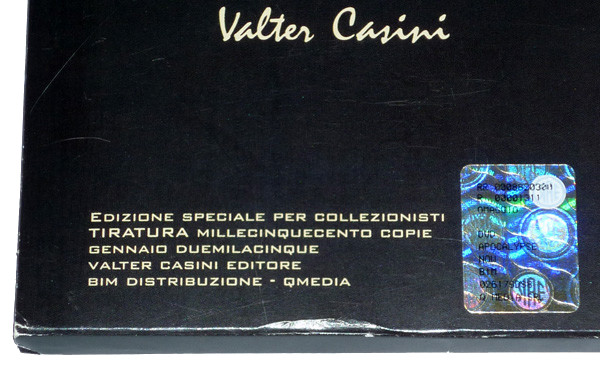 Valter Casini
EDIZIONE SPECIALE PER COLLEZIONISTI
TIRATURA MILLECINQUECENTO COPIE
GENNAIO DUEMILACINQUE
VALTER CASINI EDITORE
BIM DISTRIBUZIONE - QMEDIA
DVD
APOCALYPSE
NOW
BIM